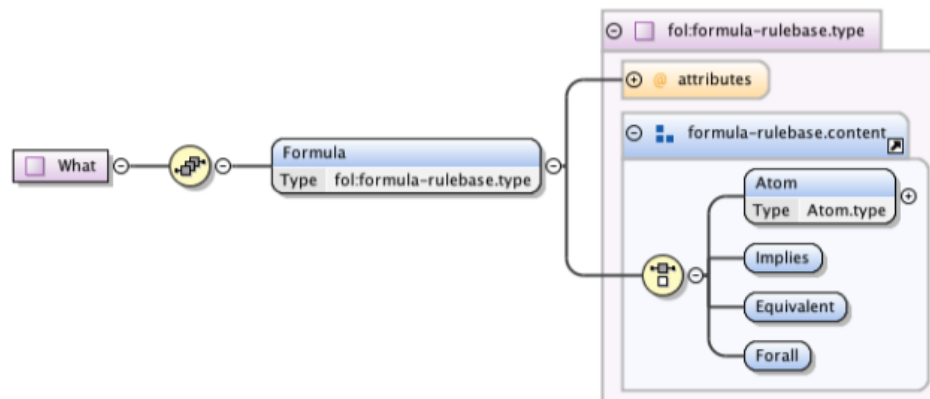 fol:formula-rulebase.type
@ attributes
formula-rulebase.content
What
Formula
Type fol:formula-rulebase.type
Atom
Type Atom.type
Implies
Equivalent
Forall